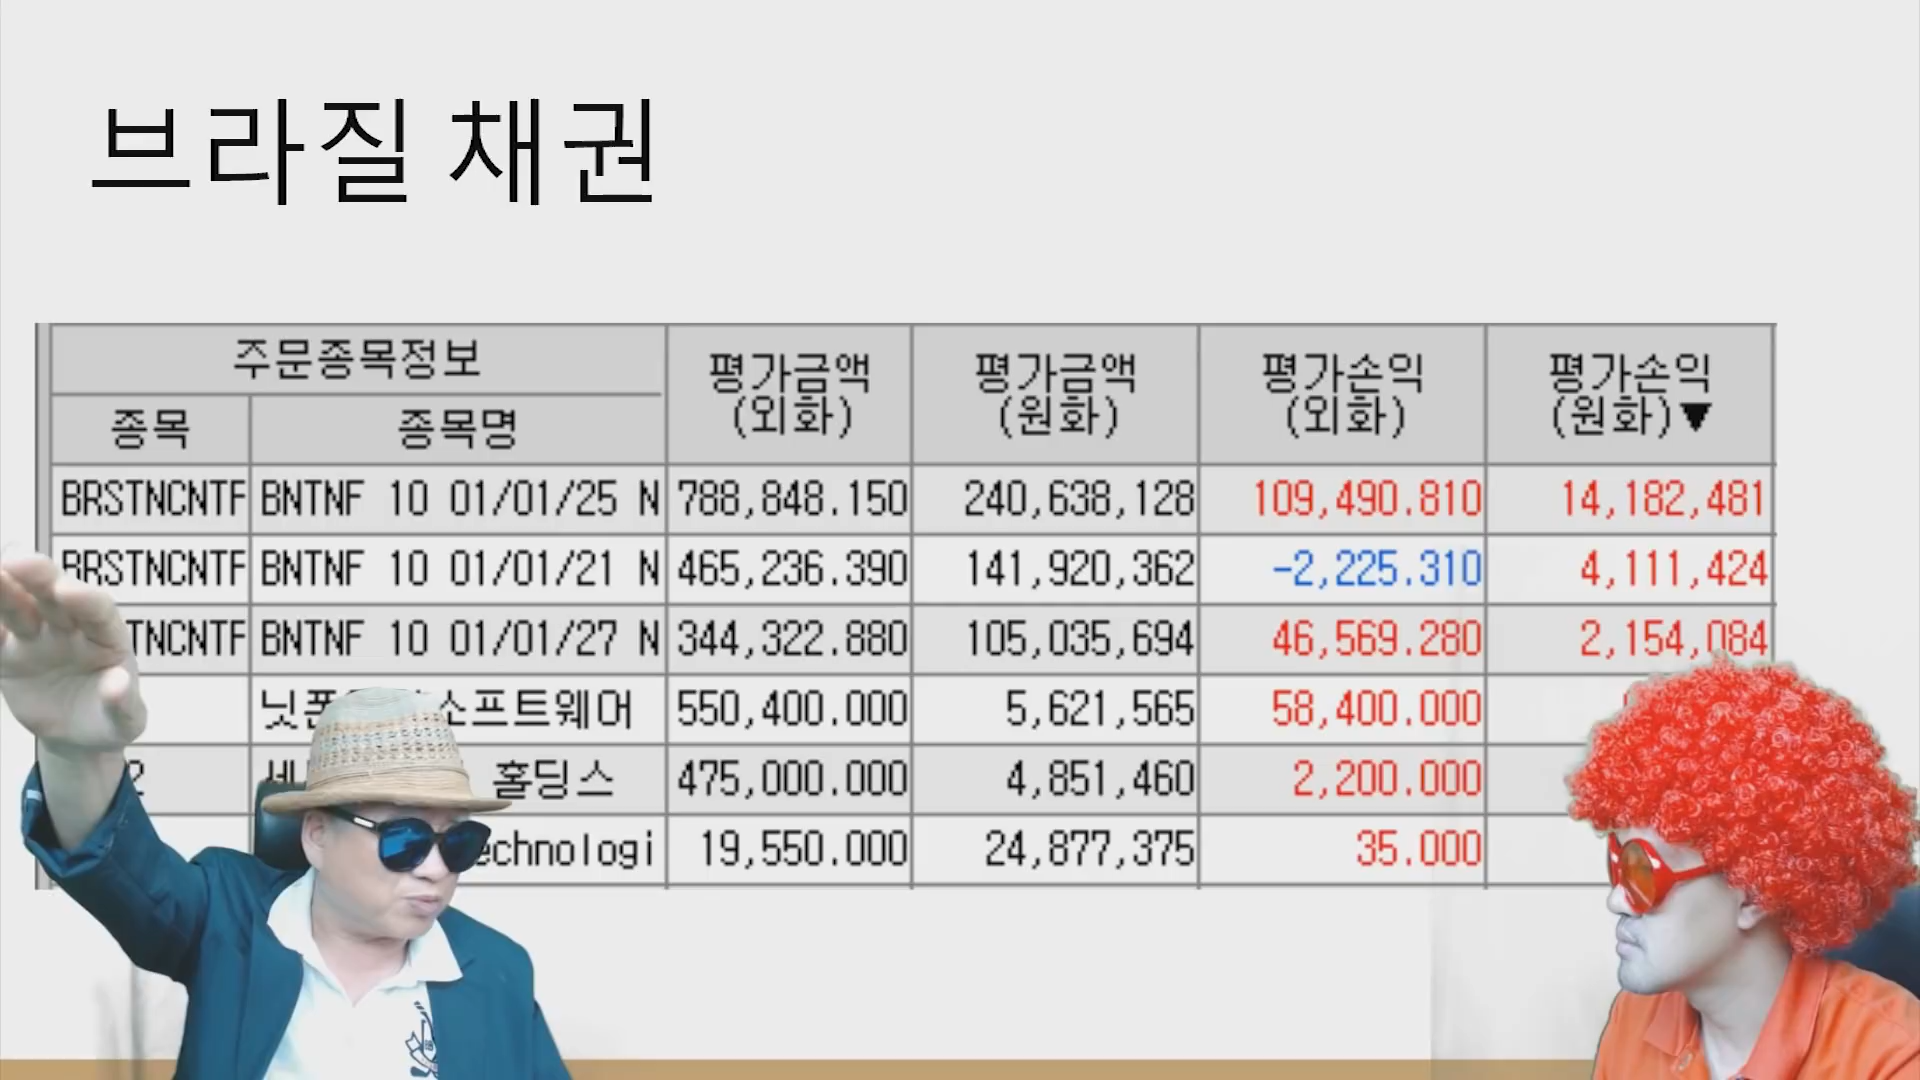 브라질 채권
주문종목정보 평가금액 (외화) 평가금액 (원화) 평가손익 (외화) 평가손익 (원화)▼
종목 종목명
BRSTNCNTF BNTNF 10 01/01/25 N 788,848.150 240,638,128 109,490.810 14,182,481
BRSTNCNTF BNTNF 10 01/01/21 N 465,236.390 141,920,362 -2,225.310 4,111,424
TNCNTF BNTNF 10 01/01/27 N 344,322.880 105,035,694 46,569.280 2,154,084
소프트웨어 550,400.000 5,621,565 58,400.000
2 홀딩스 475,000.000 4,851,460 2,200.000
echnologi 19,550.000 24,877,375 35.000